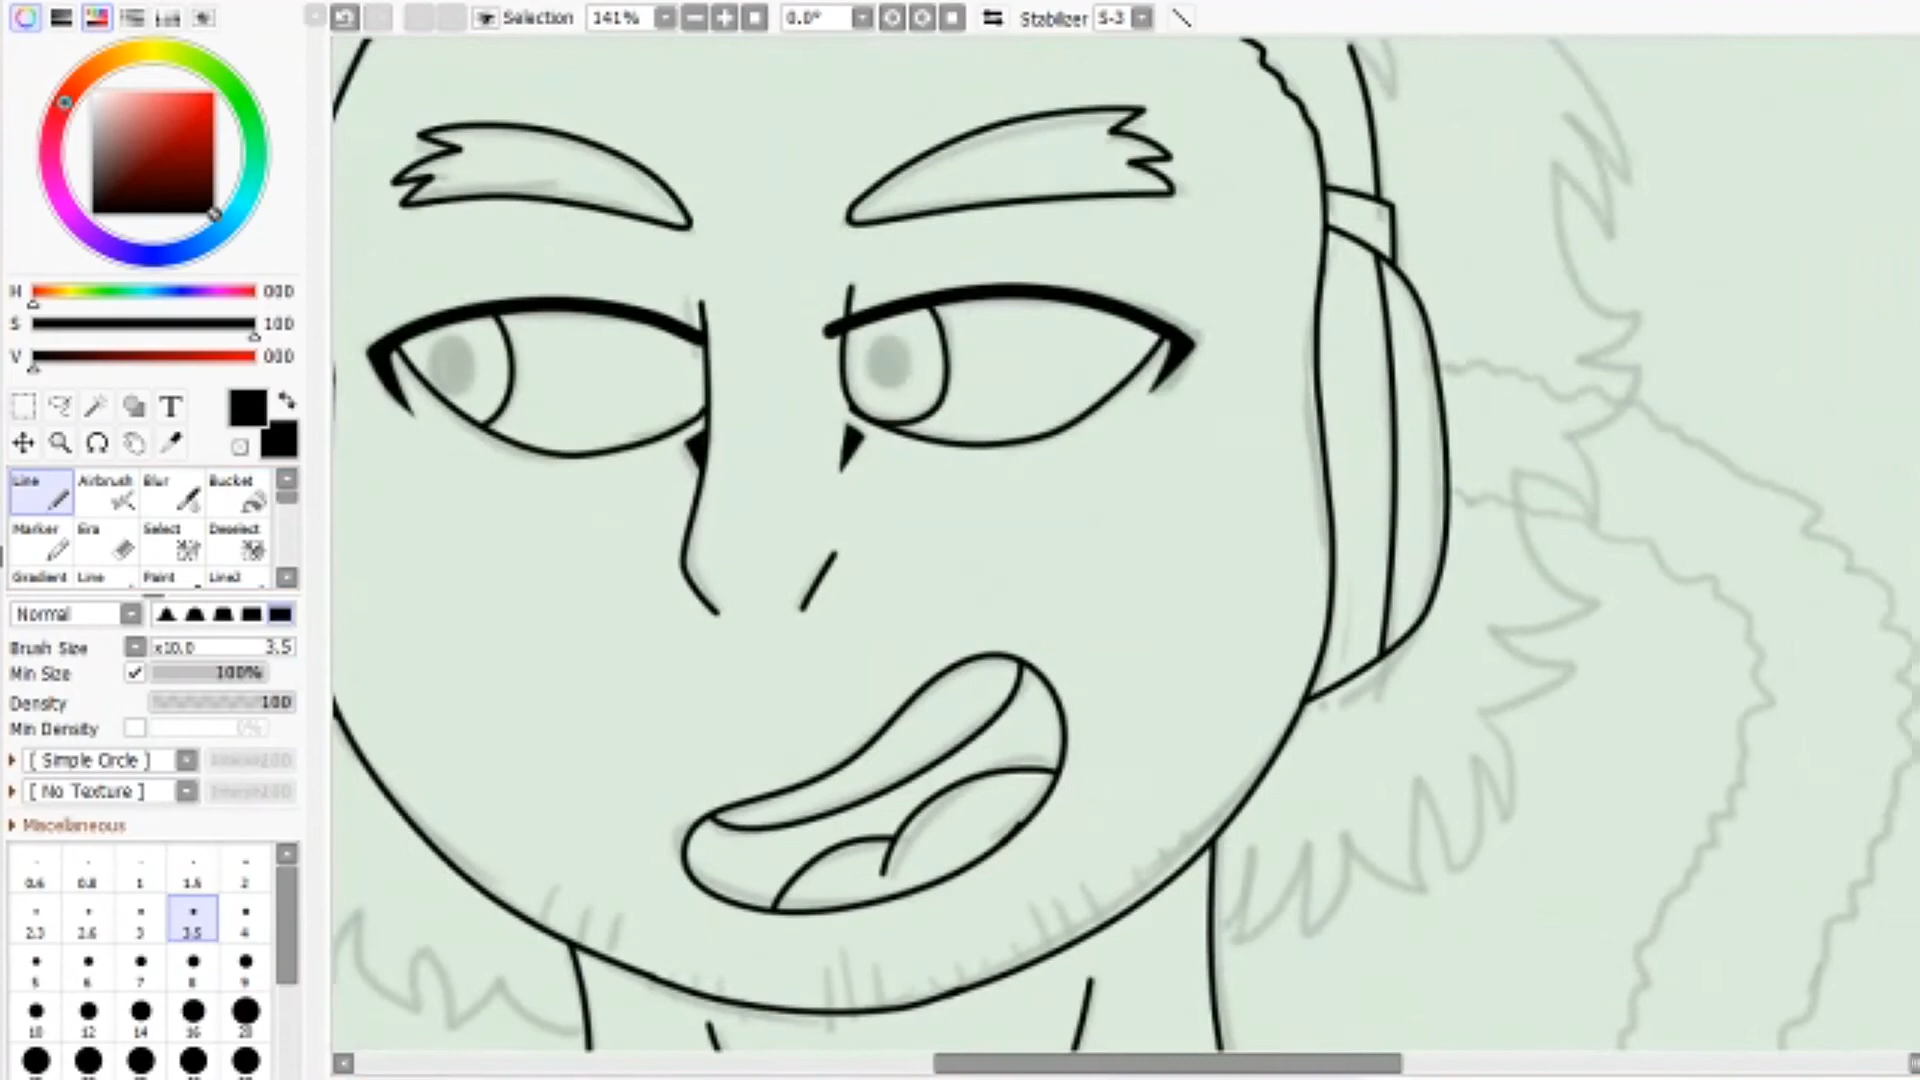 Selection 141% 0.0° Stabilizer S-3
H 000
S 100
V 000
T
Line Airbrush Blur Bucket
Marker Era Select Deselect
Gradient Line Paint Line2
Normal
Brush Size x10.0 3.5
Min Size 100%
Density 100
Min Density 0%
[ Simple Circle ]
[ No Texture ]
Miscellaneous
0.6 0.8 1 1.5 2
2.3 2.6 3 3.5 4
5 6 7 8 9
10 12 14 16 20